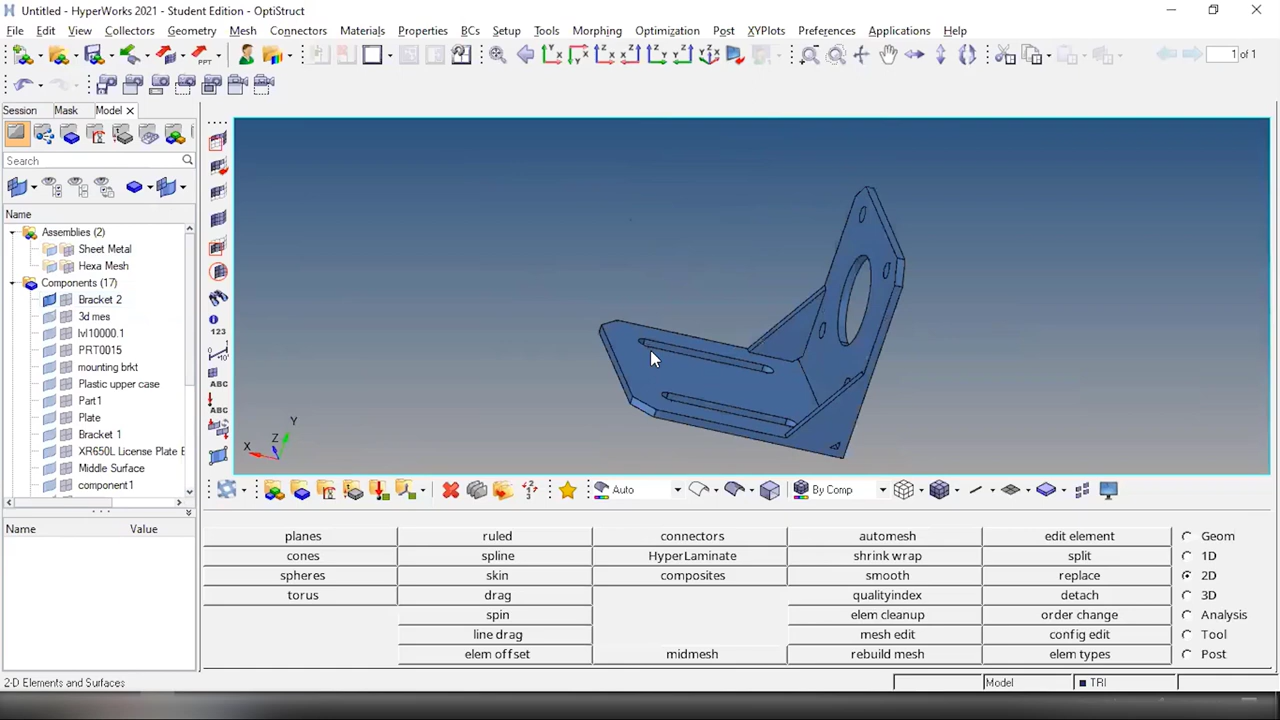 Untitled - HyperWorks 2021 - Student Edition - OptiStruct
File Edit View Collectors Geometry Mesh Connectors Materials Properties BCs Setup Tools Morphing Optimization Post XYPlots Preferences Applications Help
PPT
1 of 1
Session Mask Model
Search
Name
Assemblies (2)
Sheet Metal
Hexa Mesh
Components (17)
Bracket 2
3d mes
lvl10000.1
PRT0015
mounting brkt
Plastic upper case
Part1
Plate
Bracket 1
XR650L License Plate E
Middle Surface
component1
Name Value
123
ABC
ABC
Y
Z
X
Auto By Comp
planes ruled connectors automesh edit element Geom
cones spline HyperLaminate shrink wrap split 1D
spheres skin composites smooth replace 2D
torus drag qualityindex detach 3D
spin elem cleanup order change Analysis
line drag mesh edit config edit Tool
elem offset midmesh rebuild mesh elem types Post
2-D Elements and Surfaces Model TRI